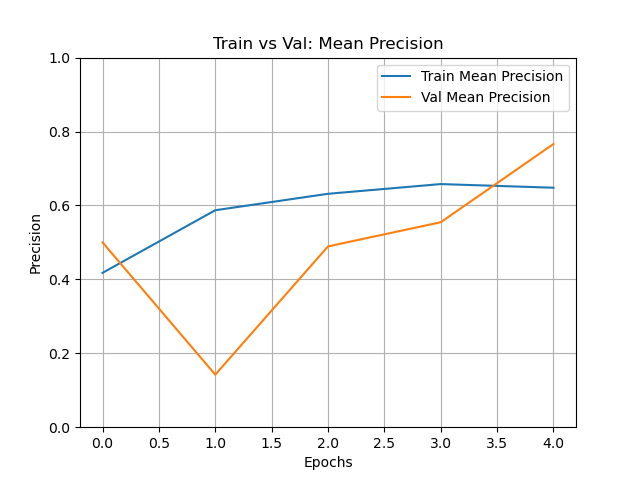 Train vs Val: Mean Precision
Train Mean Precision
Val Mean Precision
1.0
0.8
0.6
0.4
0.2
0.0
Precision
0.0 0.5 1.0 1.5 2.0 2.5 3.0 3.5 4.0
Epochs